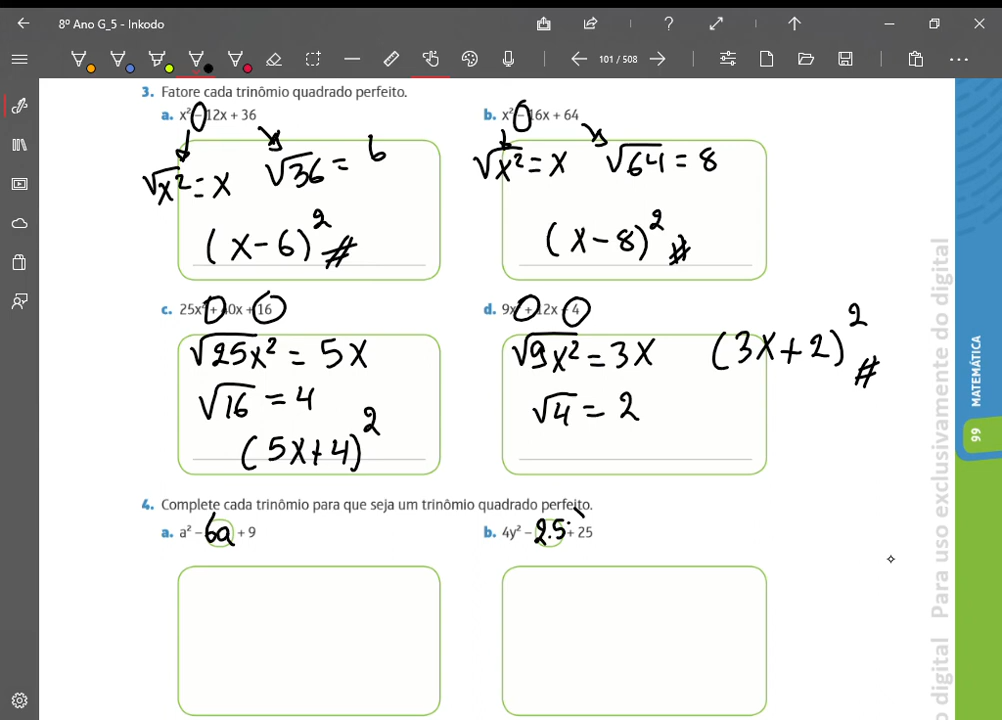 8º Ano G_5 - Inkodo
101 / 508
3. Fatore cada trinômio quadrado perfeito.
a. x² - 12x + 36
b. x² - 16x + 64
√x² = x √36 = 6
√x² = x √64 = 8
(x - 6)² #
(x - 8)² #
c. 25x² + 40x + 16
d. 9x² + 12x + 4
√25x² = 5x
√9x² = 3x (3x + 2)² #
√16 = 4
√4 = 2
(5x + 4)²
4. Complete cada trinômio para que seja um trinômio quadrado perfeito.
a. a² - 6a + 9
b. 4y² - 2.5 + 25
MATEMÁTICA
99
Para uso exclusivamente do digital
o digital